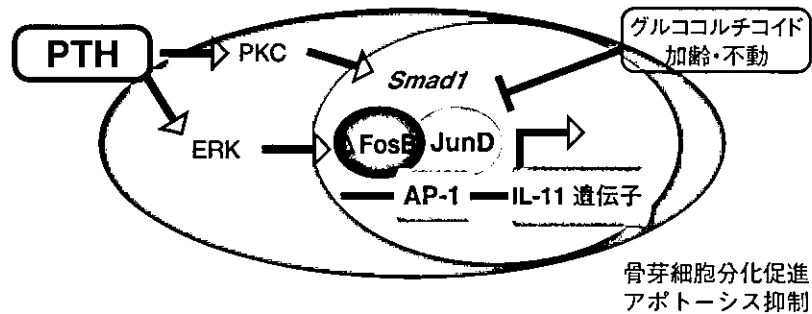 グルココルチコイド
加齢・不動
PTH
PKC
Smad1
ERK
ΔFosB
JunD
AP-1
IL-11 遺伝子
骨芽細胞分化促進
アポトーシス抑制